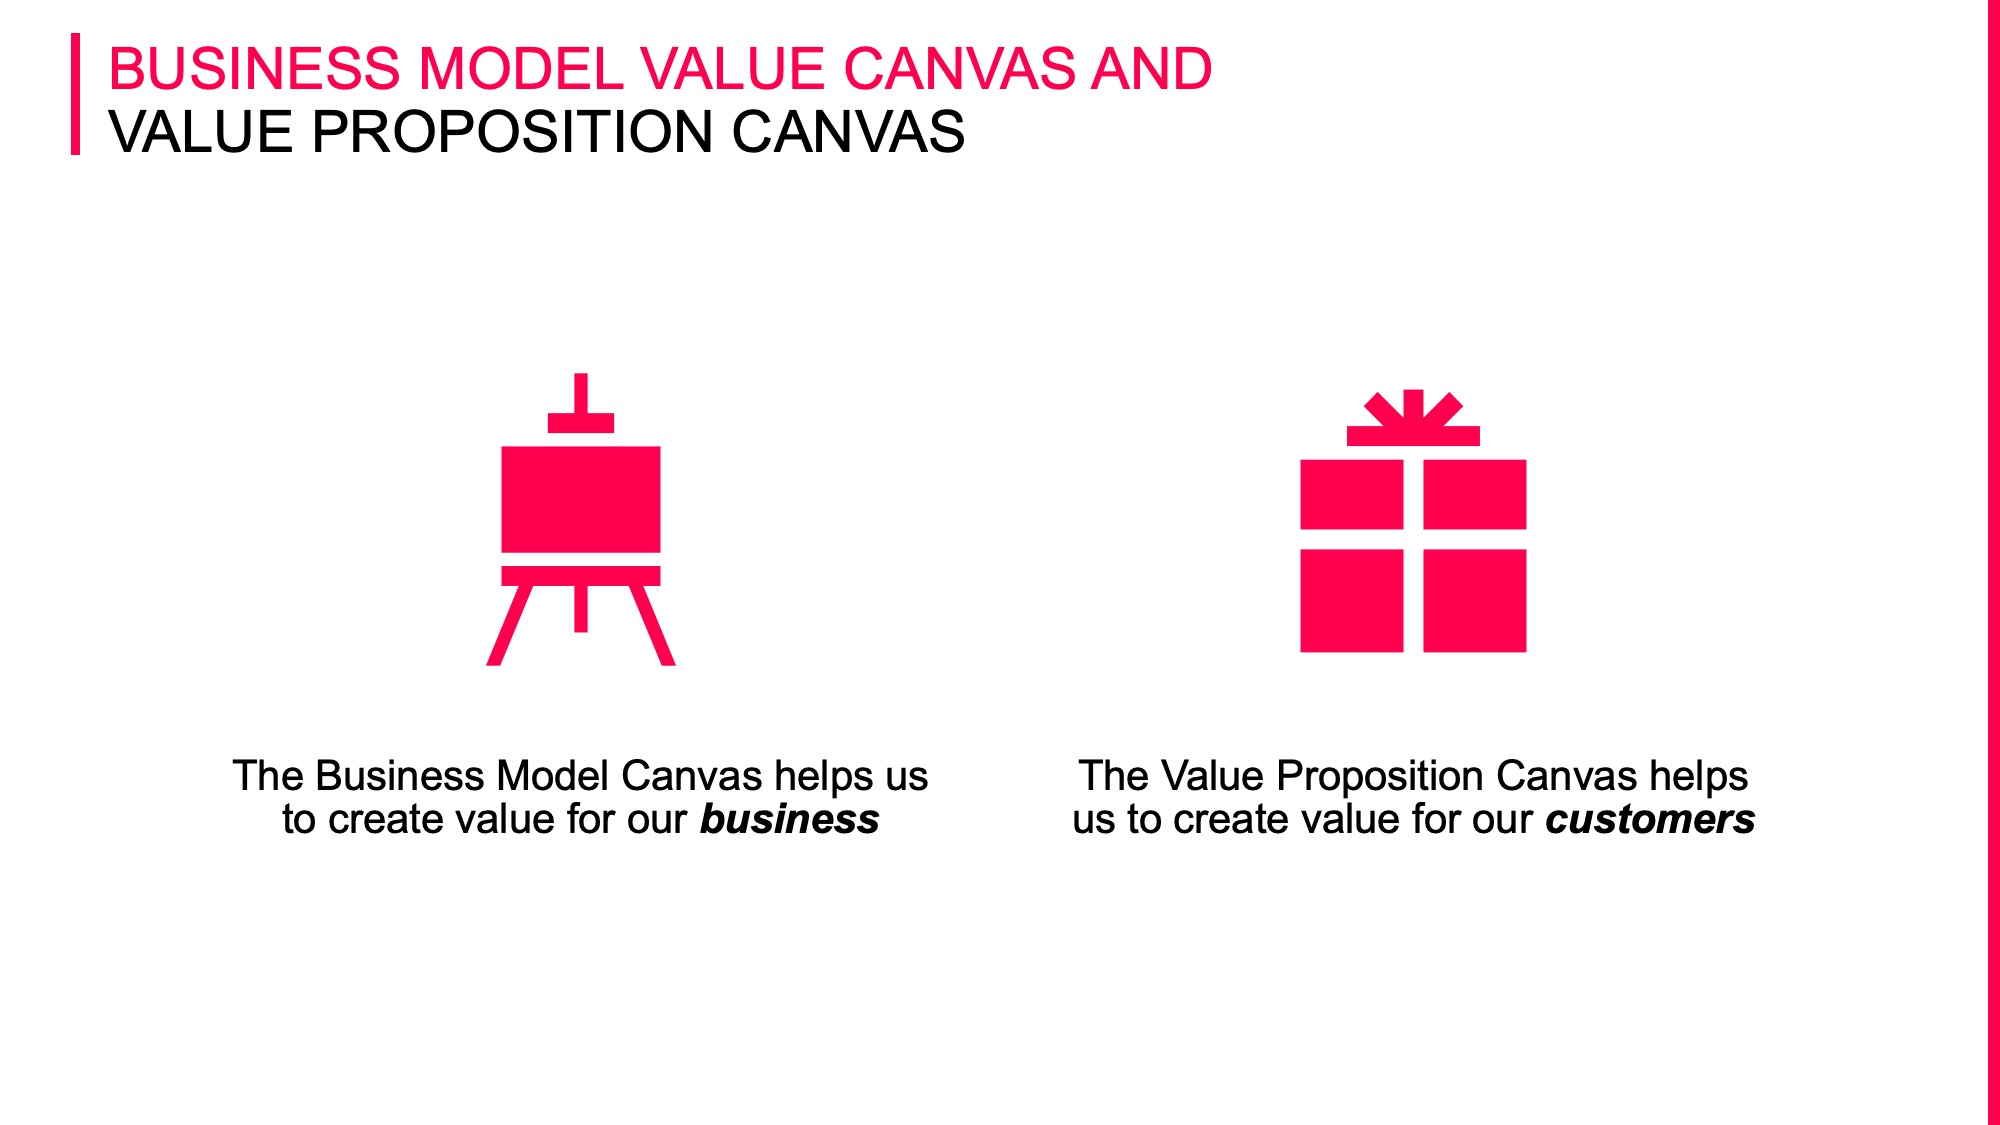 BUSINESS MODEL VALUE CANVAS AND
VALUE PROPOSITION CANVAS
The Business Model Canvas helps us
to create value for our business
The Value Proposition Canvas helps
us to create value for our customers